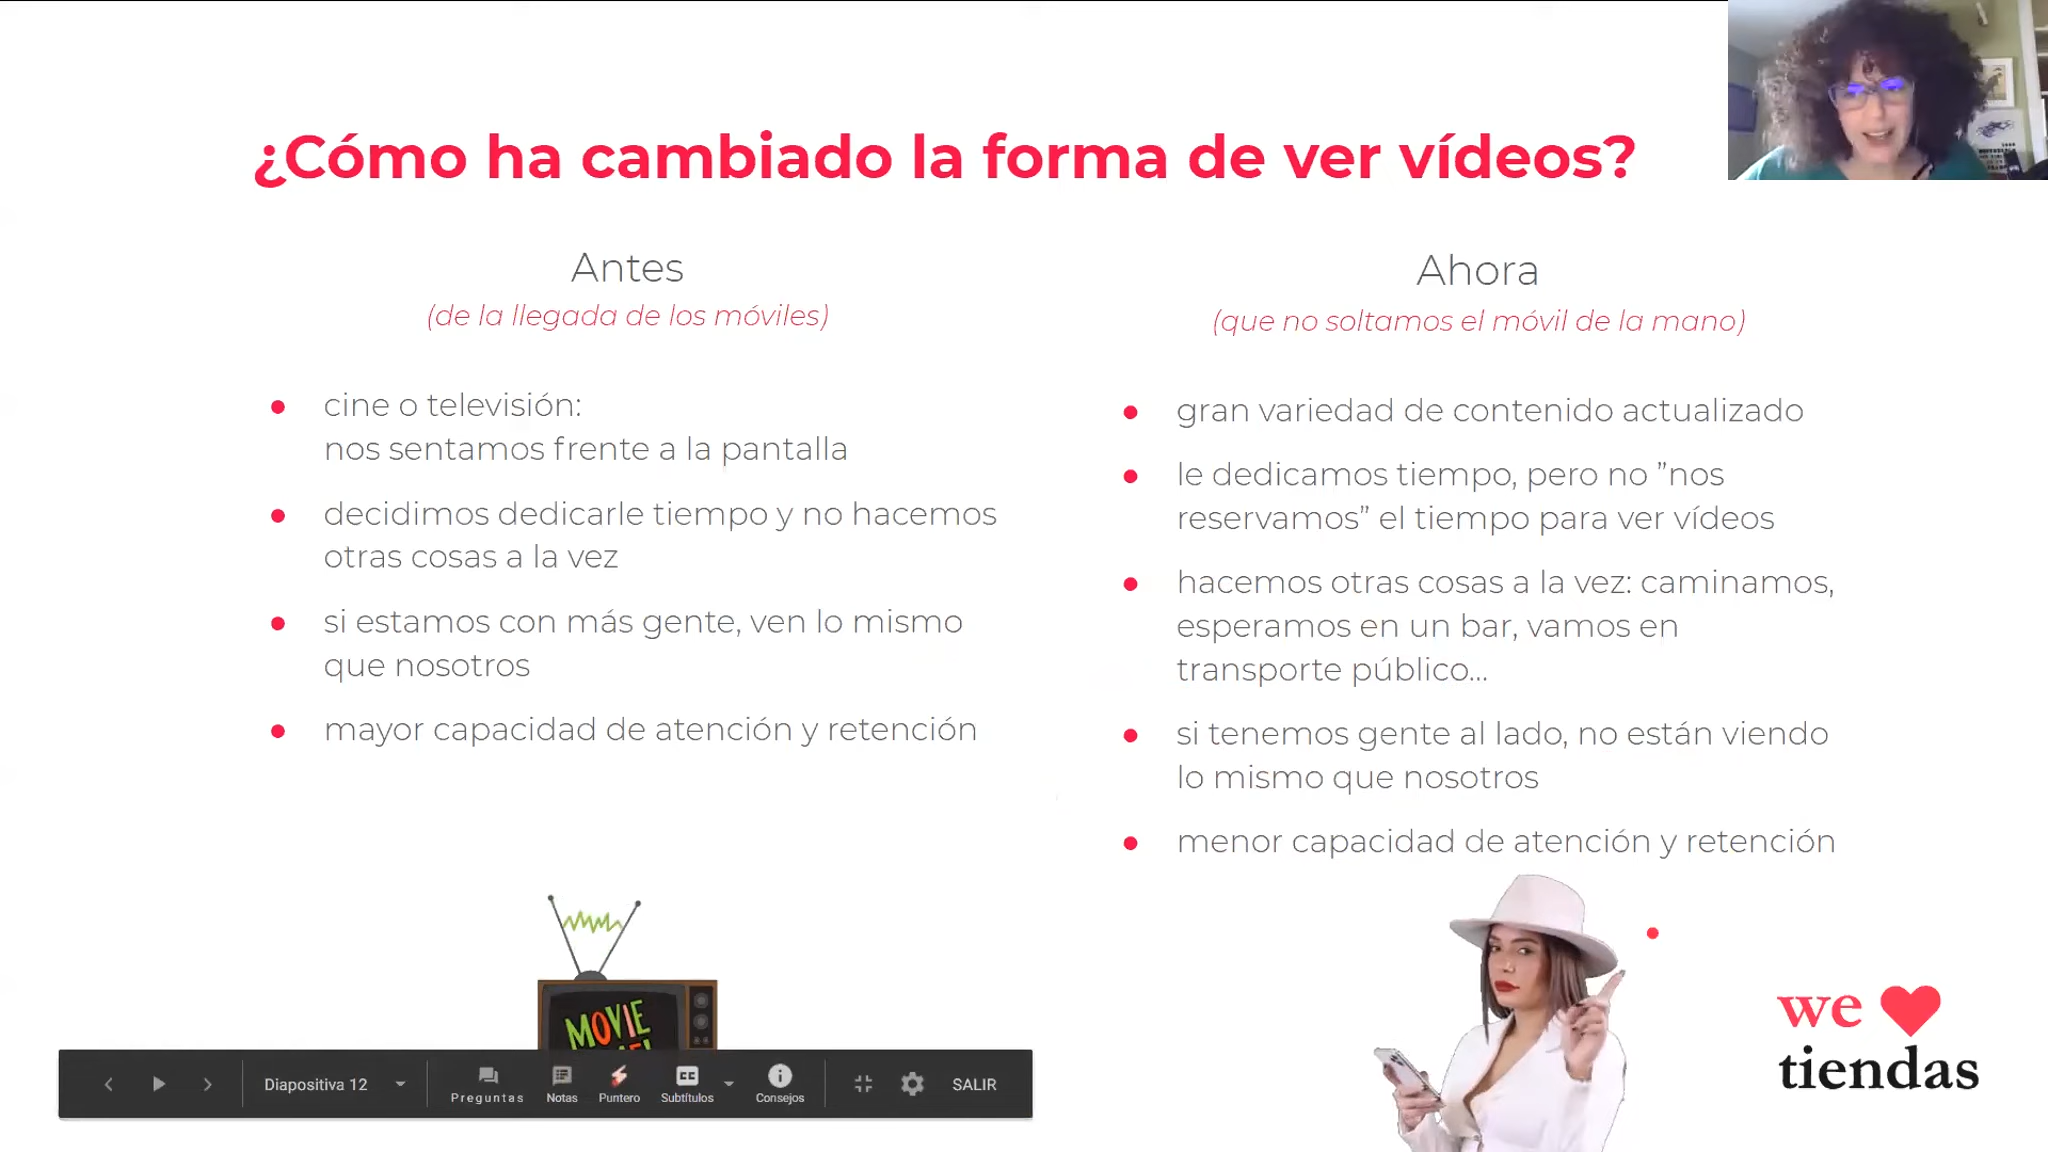 ¿Cómo ha cambiado la forma de ver vídeos?
Antes
(de la llegada de los móviles)
cine o televisión:
nos sentamos frente a la pantalla
decidimos dedicarle tiempo y no hacemos
otras cosas a la vez
si estamos con más gente, ven lo mismo
que nosotros
mayor capacidad de atención y retención
Ahora
(que no soltamos el móvil de la mano)
gran variedad de contenido actualizado
le dedicamos tiempo, pero no ”nos
reservamos” el tiempo para ver vídeos
hacemos otras cosas a la vez: caminamos,
esperamos en un bar, vamos en
transporte público...
si tenemos gente al lado, no están viendo
lo mismo que nosotros
menor capacidad de atención y retención
MOVIE
we
tiendas
Diapositiva 12
Preguntas
Notas
Puntero
CC
Subtítulos
Consejos
SALIR